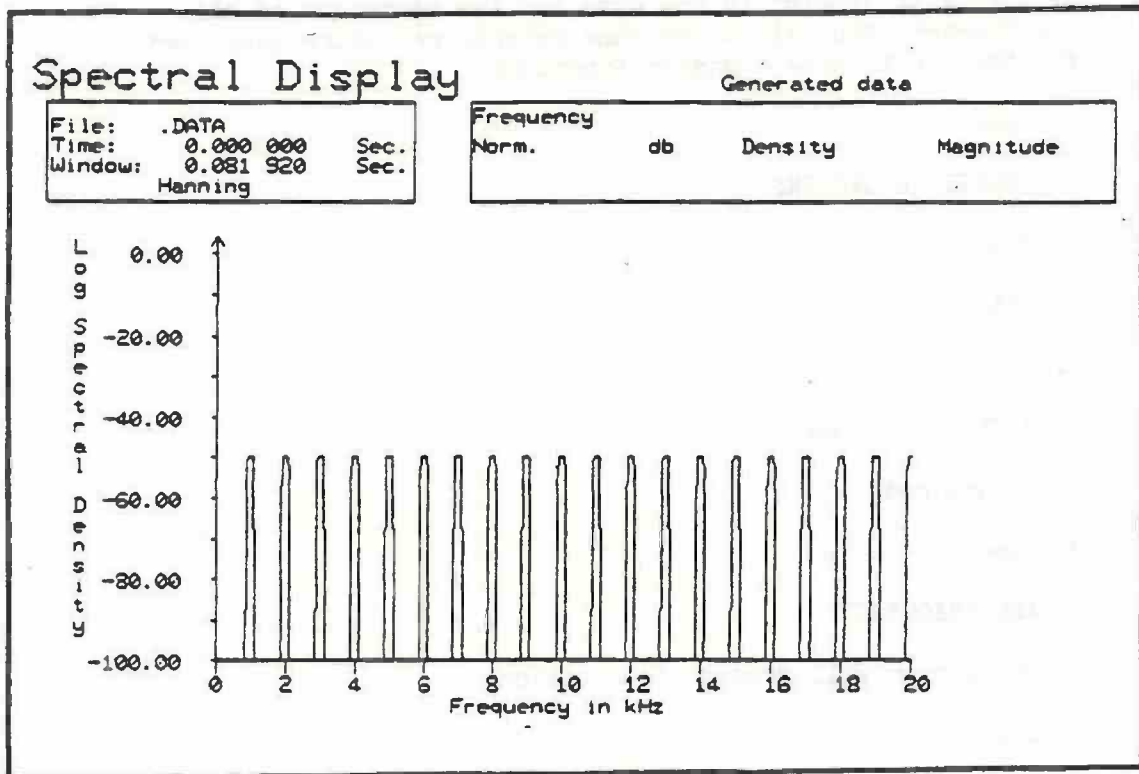 Spectral Display
Generated data
File: .DATA
Time: 0.000 000 Sec.
Window: 0.081 920 Sec.
Hanning
Frequency
Norm. db Density Magnitude
Log Spectral Density
0.00
-20.00
-40.00
-60.00
-80.00
-100.00
0 2 4 6 8 10 12 14 16 18 20
Frequency in kHz